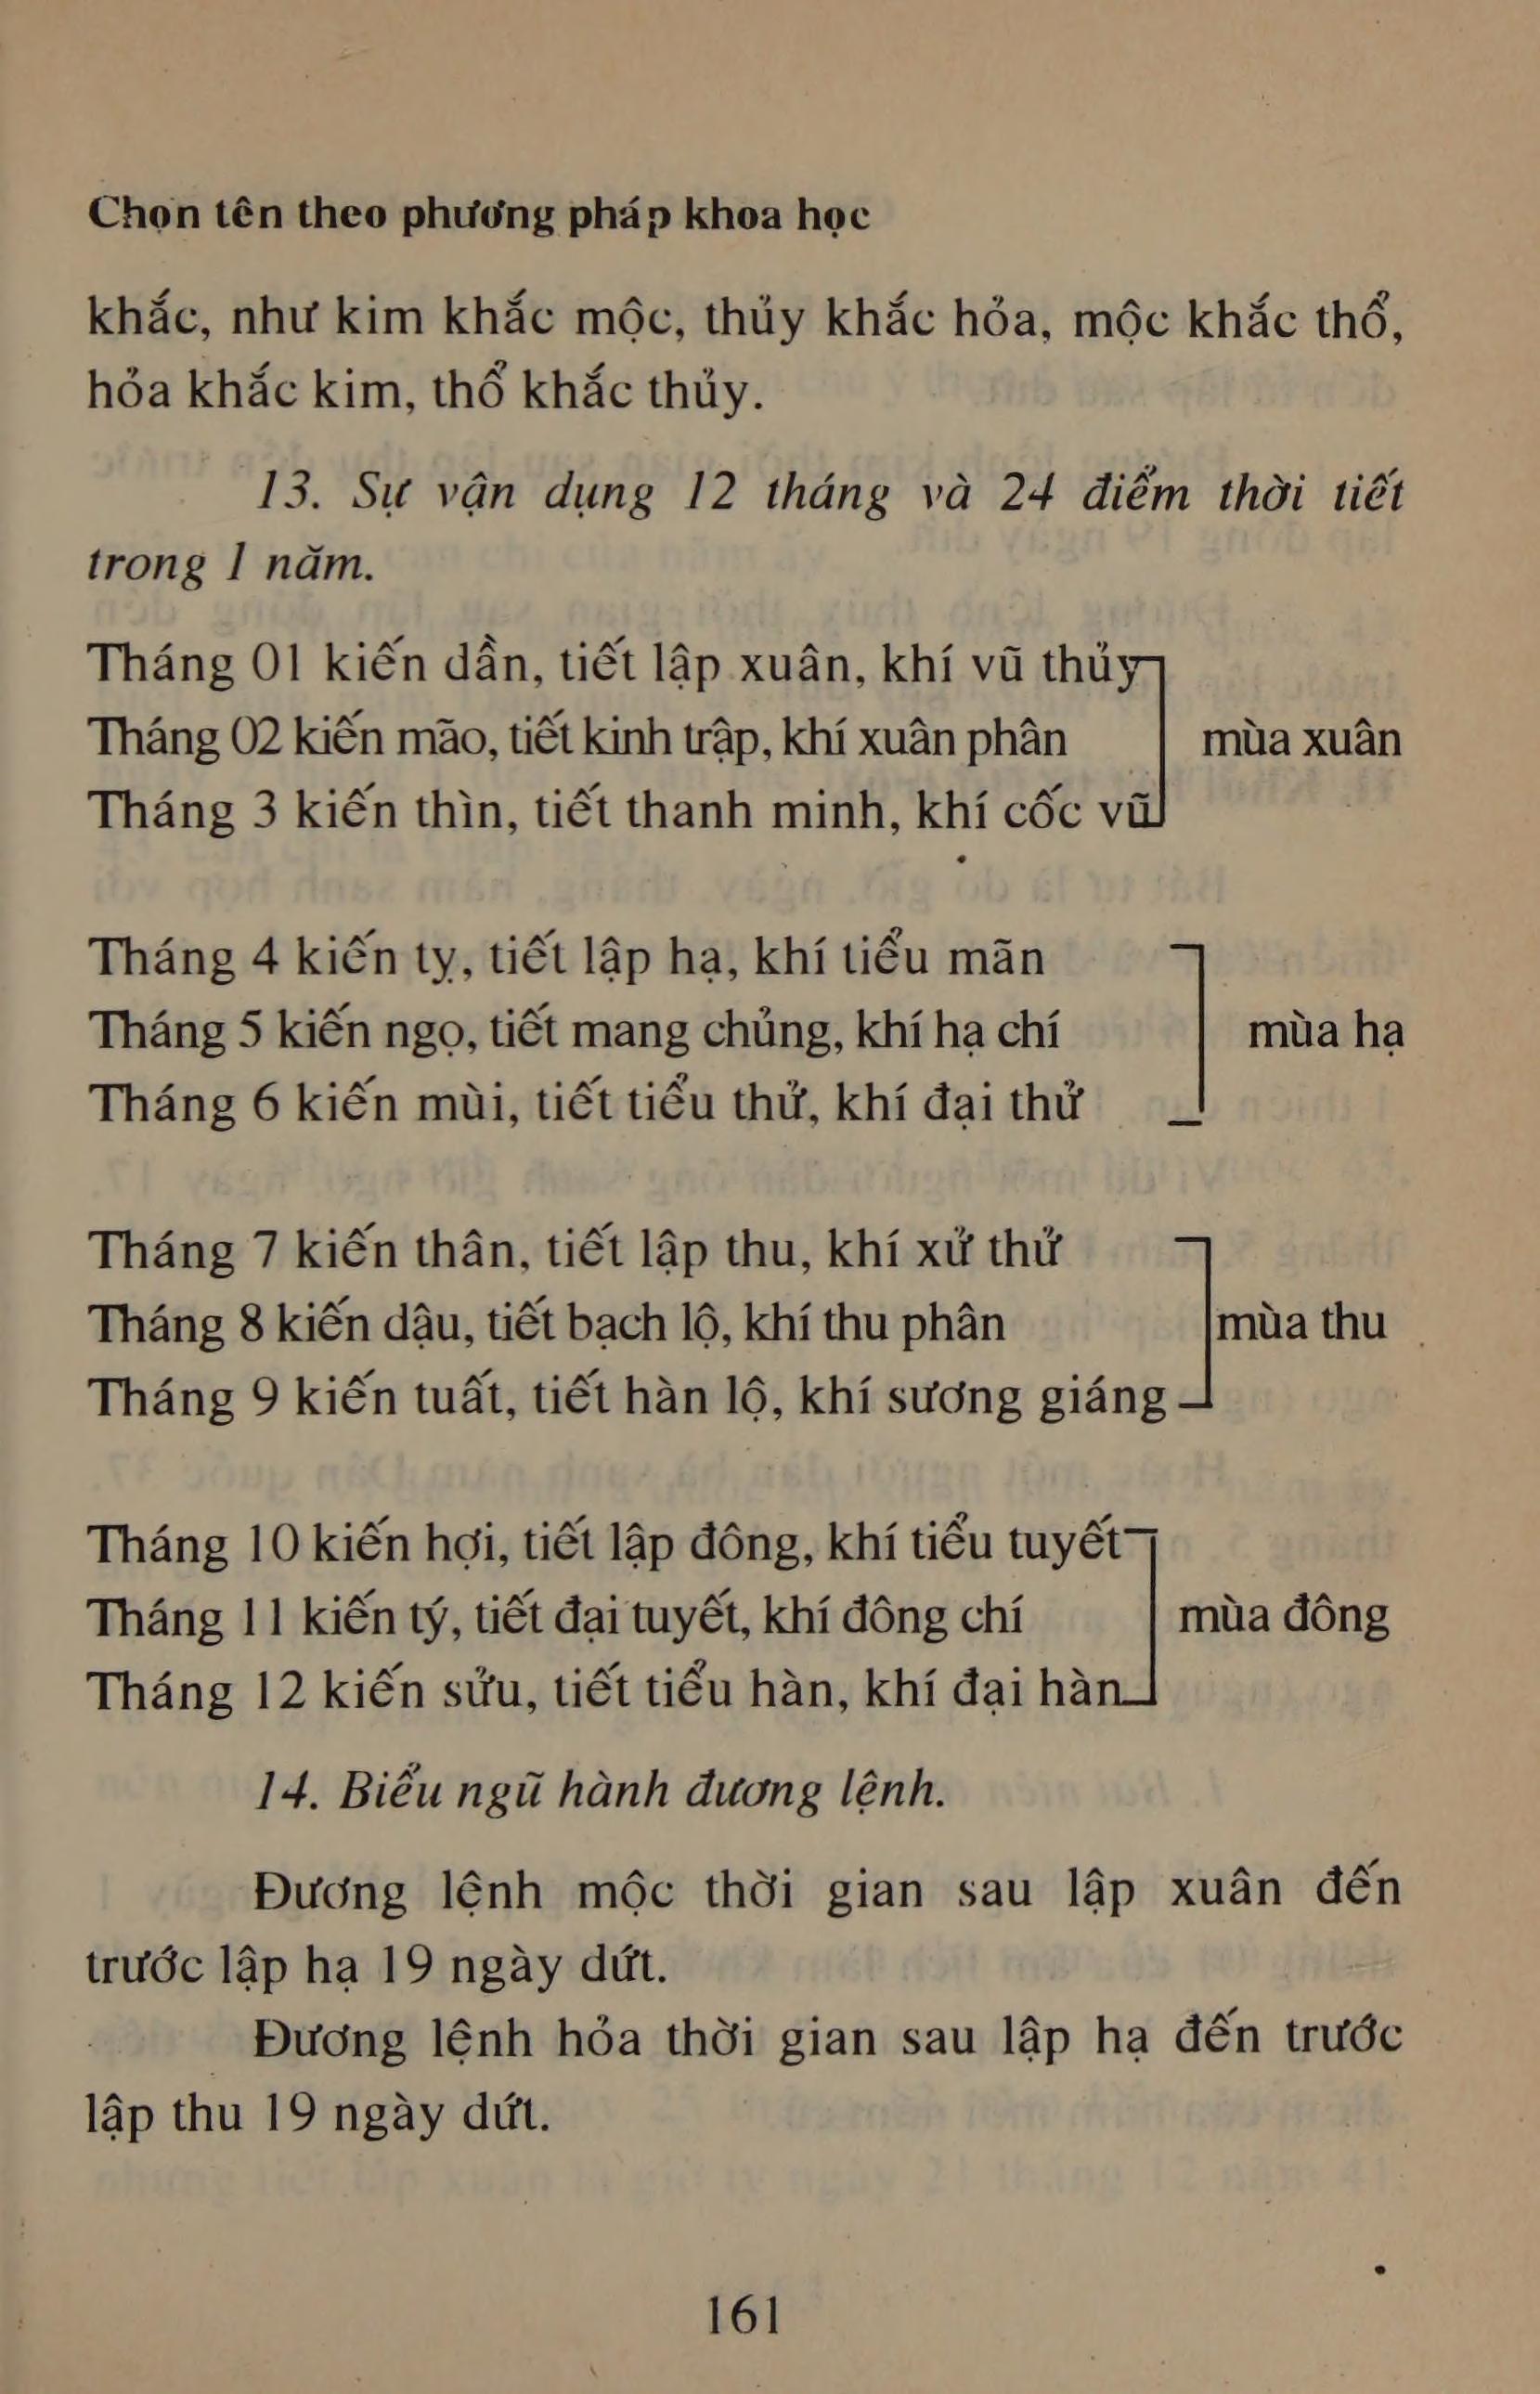 Chọn tên theo phương pháp khoa học
khắc, như kim khắc mộc, thủy khắc hỏa, mộc khắc thổ,
hỏa khắc kim, thổ khắc thủy.
13. Sự vận dụng 12 tháng và 24 điểm thời tiết
trong 1 năm.
Tháng 01 kiến dần, tiết lập xuân, khí vũ thủy
Tháng 02 kiến mão, tiết kinh trập, khí xuân phân mùa xuân
Tháng 3 kiến thìn, tiết thanh minh, khí cốc vũ
Tháng 4 kiến tỵ, tiết lập hạ, khí tiểu mãn
Tháng 5 kiến ngọ, tiết mang chủng, khí hạ chí mùa hạ
Tháng 6 kiến mùi, tiết tiểu thử, khí đại thử
Tháng 7 kiến thân, tiết lập thu, khí xử thử
Tháng 8 kiến dậu, tiết bạch lộ, khí thu phân mùa thu
Tháng 9 kiến tuất, tiết hàn lộ, khí sương giáng
Tháng 10 kiến hợi, tiết lập đông, khí tiểu tuyết
Tháng 11 kiến tý, tiết đại tuyết, khí đông chí mùa đông
Tháng 12 kiến sửu, tiết tiểu hàn, khí đại hàn
14. Biểu ngũ hành đương lệnh.
Đương lệnh mộc thời gian sau lập xuân đến
trước lập hạ 19 ngày dứt.
Đương lệnh hỏa thời gian sau lập hạ đến trước
lập thu 19 ngày dứt.
161